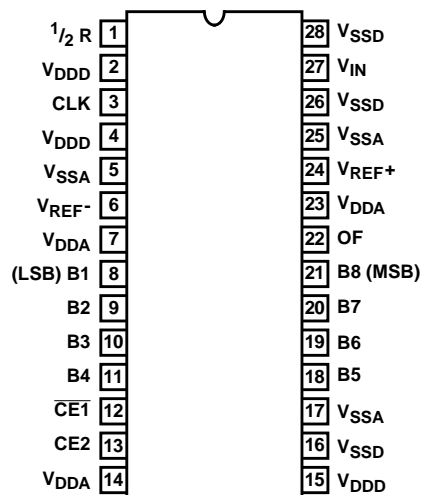 1/2 R 1 28 VSSD
VDDD 2 27 VIN
CLK 3 26 VSSD
VDDD 4 25 VSSA
VSSA 5 24 VREF+
VREF- 6 23 VDDA
VDDA 7 22 OF
(LSB) B1 8 21 B8 (MSB)
B2 9 20 B7
B3 10 19 B6
B4 11 18 B5
CE1 12 17 VSSA
CE2 13 16 VSSD
VDDA 14 15 VDDD